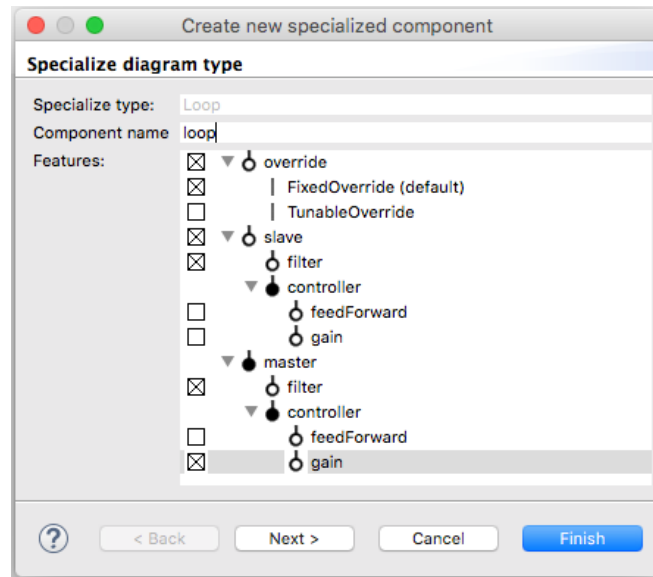 Create new specialized component
Specialize diagram type
Specialize type: Loop
Component name loop
Features:
override
FixedOverride (default)
TunableOverride
slave
filter
controller
feedForward
gain
master
filter
controller
feedForward
gain
? < Back Next > Cancel Finish